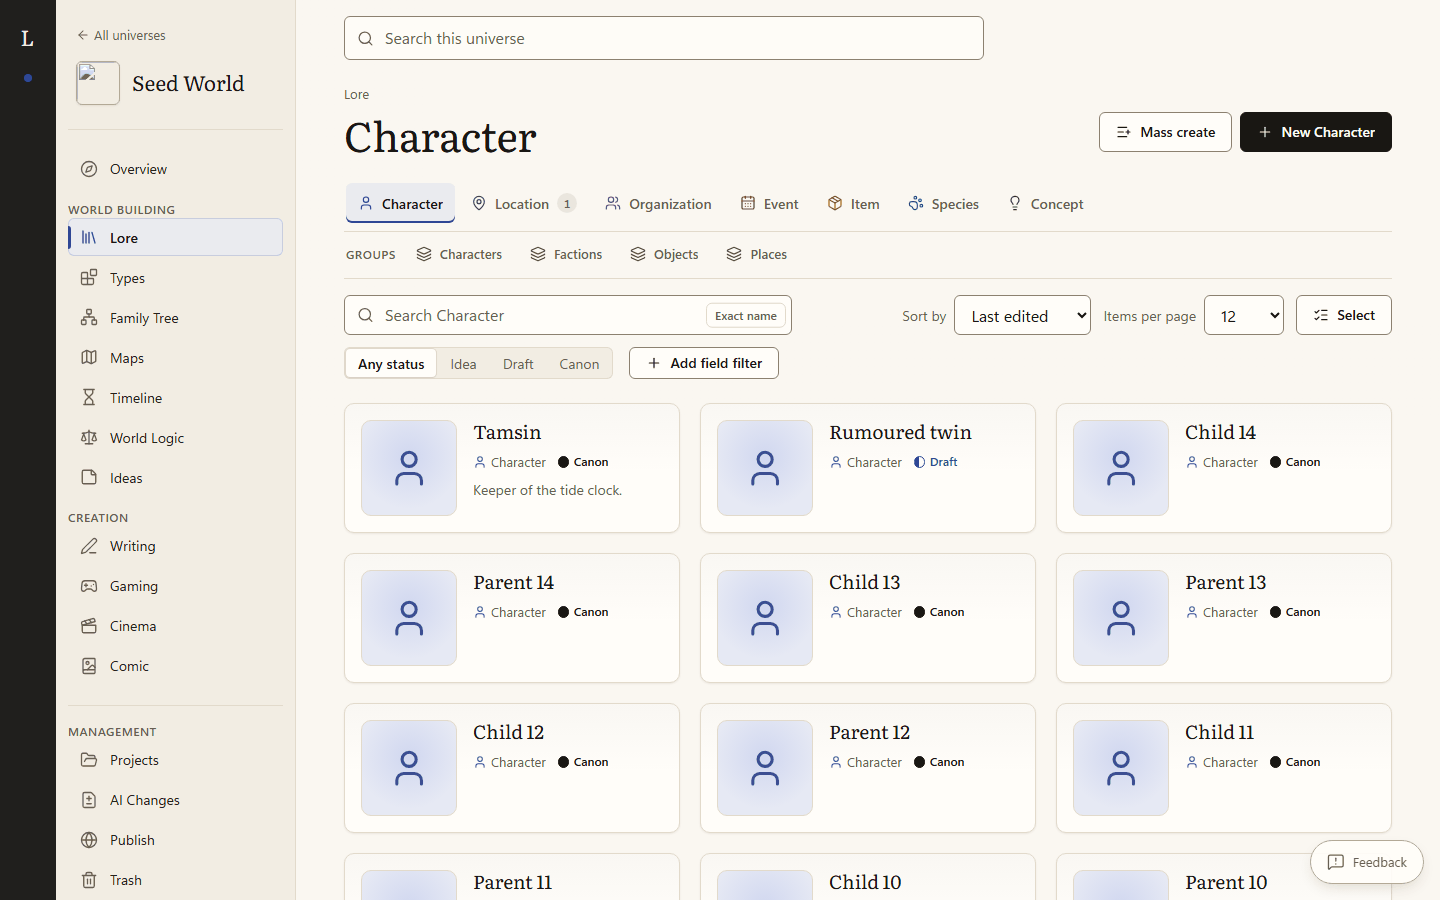 L
All universes
Seed World
Overview
WORLD BUILDING
Lore
Types
Family Tree
Maps
Timeline
World Logic
Ideas
CREATION
Writing
Gaming
Cinema
Comic
MANAGEMENT
Projects
AI Changes
Publish
Trash
Search this universe
Lore
Character
Mass create
New Character
Character Location 1 Organization Event Item Species Concept
GROUPS Characters Factions Objects Places
Search Character Exact name
Sort by Last edited Items per page 12 Select
Any status Idea Draft Canon Add field filter
Tamsin
Character Canon
Keeper of the tide clock.
Rumoured twin
Character Draft
Child 14
Character Canon
Parent 14
Character Canon
Child 13
Character Canon
Parent 13
Character Canon
Child 12
Character Canon
Parent 12
Character Canon
Child 11
Character Canon
Parent 11
Child 10
Parent 10
Feedback